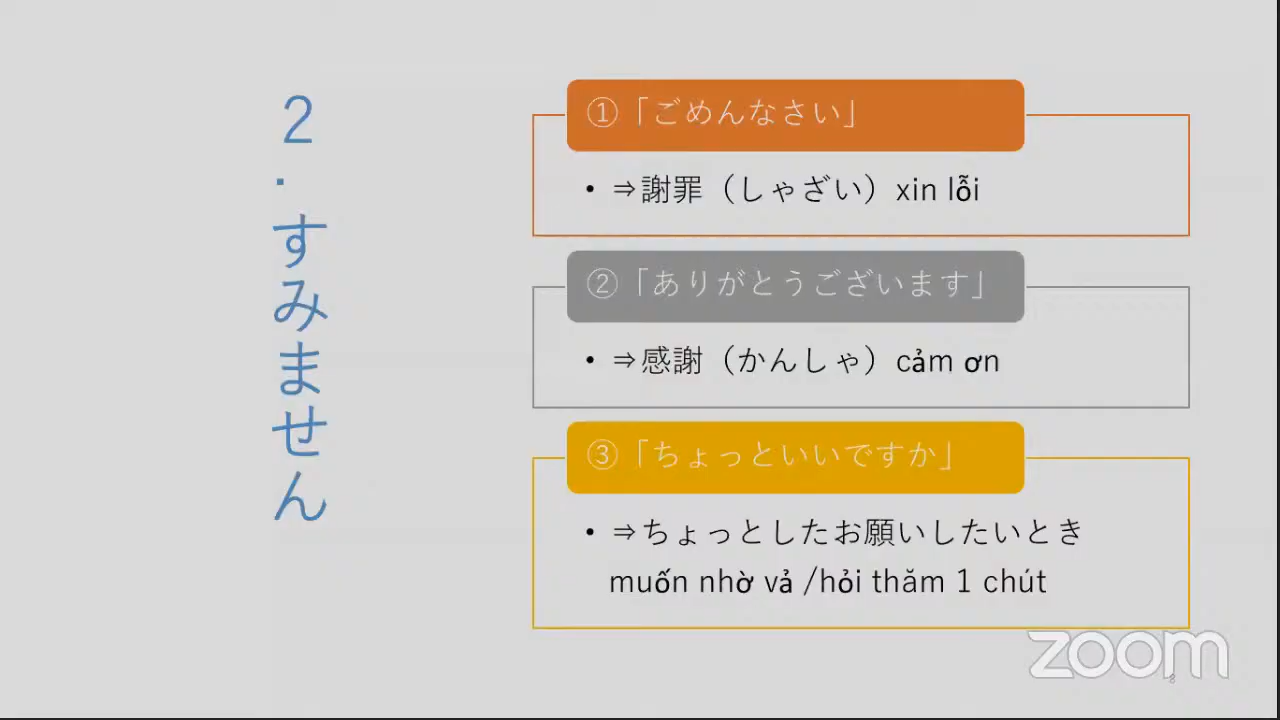 2.すみません
①「ごめんなさい」
• ⇒謝罪（しゃざい）xin lỗi
②「ありがとうございます」
• ⇒感謝（かんしゃ）cảm ơn
③「ちょっといいですか」
• ⇒ちょっとしたお願いしたいとき
muốn nhờ vả /hỏi thăm 1 chút
zoom
8